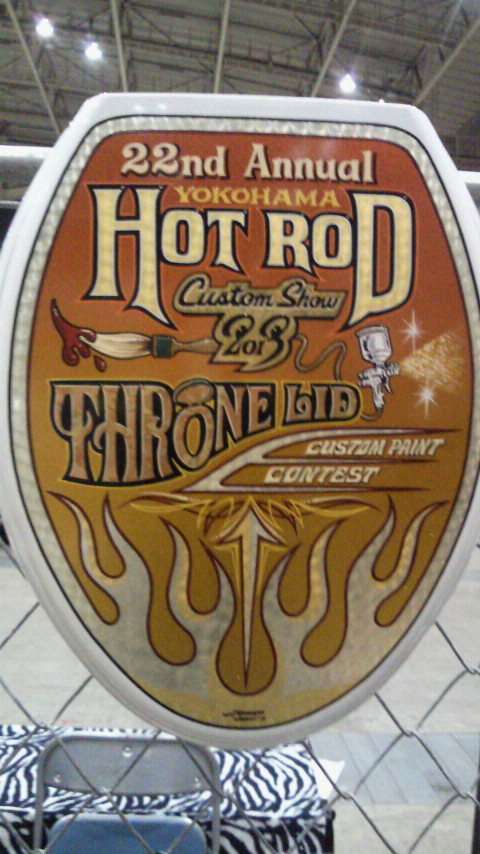 22nd Annual
YOKOHAMA
HOT ROD
Custom Show
2013
THRONE LID
CUSTOM PAINT
CONTEST